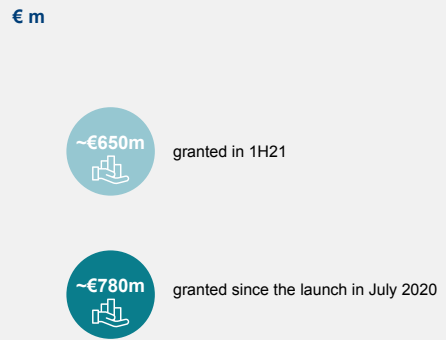 € m
~€650m
granted in 1H21
~€780m
granted since the launch in July 2020